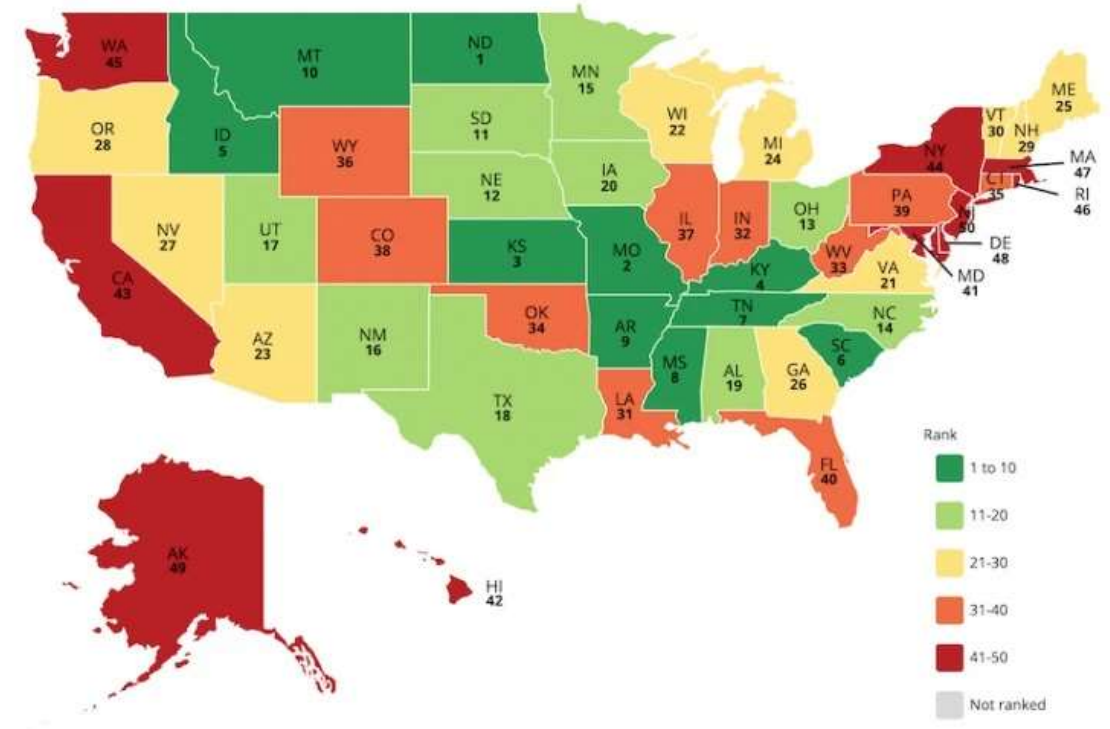 WA
45
MT
10
ND
1
MN
15
OR
28
ID
5
WY
36
SD
11
WI
22
MI
24
ME
25
VT
30
NH
29
NY
44
MA
47
CT
35
RI
46
NE
12
IA
20
NV
27
UT
17
CO
38
KS
3
MO
2
IL
37
IN
32
OH
13
PA
39
NJ
50
DE
48
MD
41
WV
33
VA
21
KY
4
CA
43
AZ
23
NM
16
OK
34
AR
9
TN
7
NC
14
SC
6
MS
8
AL
19
GA
26
TX
18
LA
31
FL
40
AK
49
HI
42
Rank
1 to 10
11-20
21-30
31-40
41-50
Not ranked